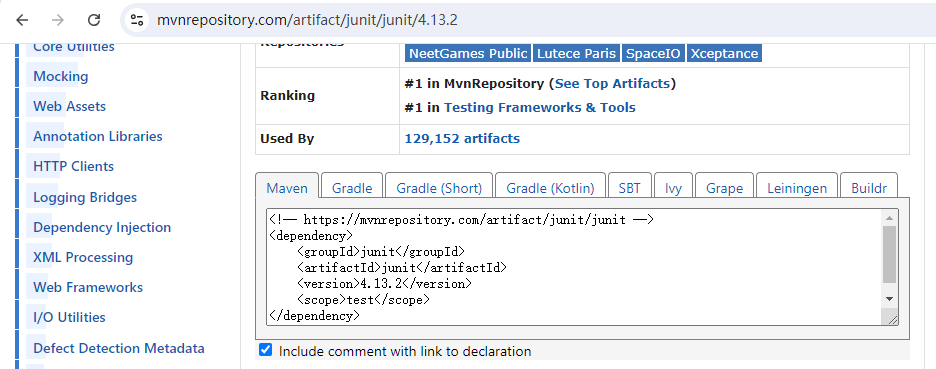 mvnrepository.com/artifact/junit/junit/4.13.2
Core Utilities
Mocking
Web Assets
Annotation Libraries
HTTP Clients
Logging Bridges
Dependency Injection
XML Processing
Web Frameworks
I/O Utilities
Defect Detection Metadata
Repositories
NeetGames Public Lutece Paris SpaceIO Xceptance
Ranking
#1 in MvnRepository (See Top Artifacts)
#1 in Testing Frameworks & Tools
Used By
129,152 artifacts
Maven Gradle Gradle (Short) Gradle (Kotlin) SBT Ivy Grape Leiningen Buildr
<!-- https://mvnrepository.com/artifact/junit/junit -->
<dependency>
    <groupId>junit</groupId>
    <artifactId>junit</artifactId>
    <version>4.13.2</version>
    <scope>test</scope>
</dependency>
Include comment with link to declaration